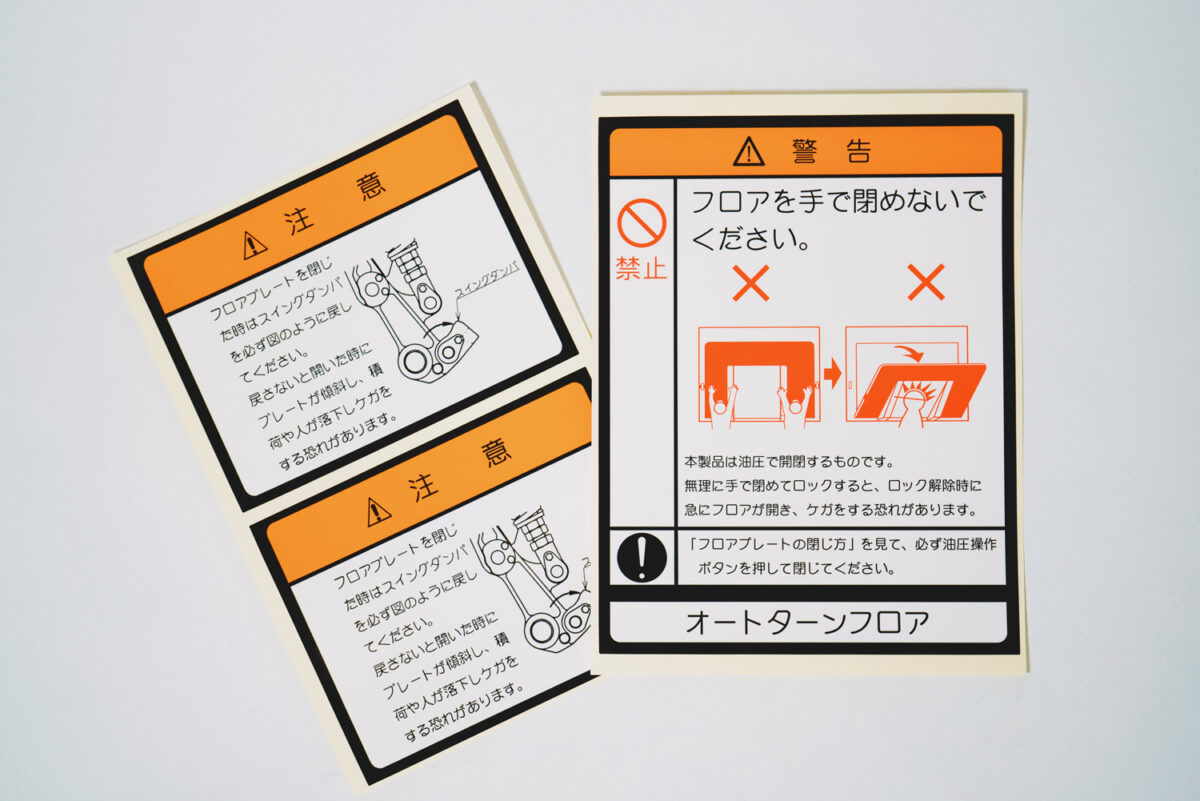 注意
フロアプレートを閉じ
た時はスイングダンパ
を必ず図のように戻し
てください。
戻さないと開いた時に
プレートが傾斜し、積
荷や人が落下しケガを
する恐れがあります。
スイングダンパ
注意
フロアプレートを閉じ
た時はスイングダンパ
を必ず図のように戻し
てください。
戻さないと開いた時に
プレートが傾斜し、積
荷や人が落下しケガを
する恐れがあります。
ス
警告
禁止
フロアを手で閉めないで
ください。
本製品は油圧で開閉するものです。
無理に手で閉めてロックすると、ロック解除時に
急にフロアが開き、ケガをする恐れがあります。
「フロアプレートの閉じ方」を見て、必ず油圧操作
ボタンを押して閉じてください。
オートターンフロア